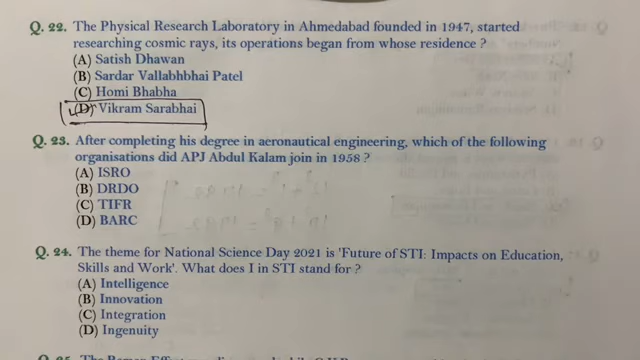 Q. 22. The Physical Research Laboratory in Ahmedabad founded in 1947, started
researching cosmic rays, its operations began from whose residence ?
(A) Satish Dhawan
(B) Sardar Vallabhbhai Patel
(C) Homi Bhabha
(D) Vikram Sarabhai
Q. 23. After completing his degree in aeronautical engineering, which of the following
organisations did APJ Abdul Kalam join in 1958 ?
(A) ISRO
(B) DRDO
(C) TIFR
(D) BARC
Q. 24. The theme for National Science Day 2021 is 'Future of STI: Impacts on Education,
Skills and Work'. What does I in STI stand for ?
(A) Intelligence
(B) Innovation
(C) Integration
(D) Ingenuity